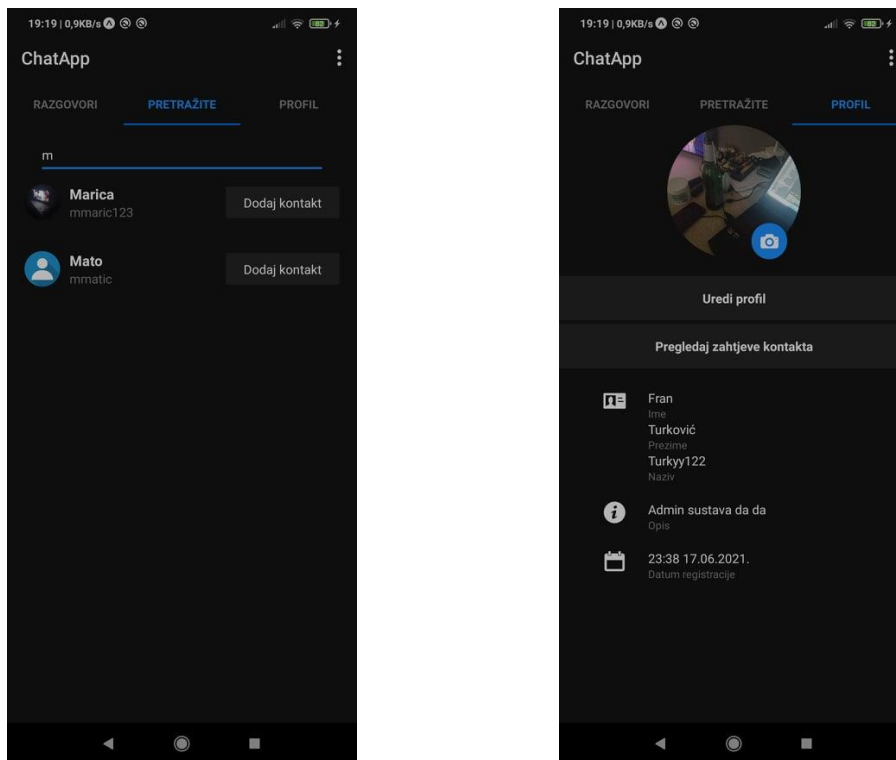 19:19 | 0,9KB/s
82
ChatApp
RAZGOVORI PRETRAŽITE PROFIL
m
Marica
mmaric123
Dodaj kontakt
Mato
mmatic
Dodaj kontakt
19:19 | 0,9KB/s
82
ChatApp
RAZGOVORI PRETRAŽITE PROFIL
Uredi profil
Pregledaj zahtjeve kontakta
Fran
Ime
Turković
Prezime
Turkyy122
Naziv
Admin sustava da da
Opis
23:38 17.06.2021.
Datum registracije